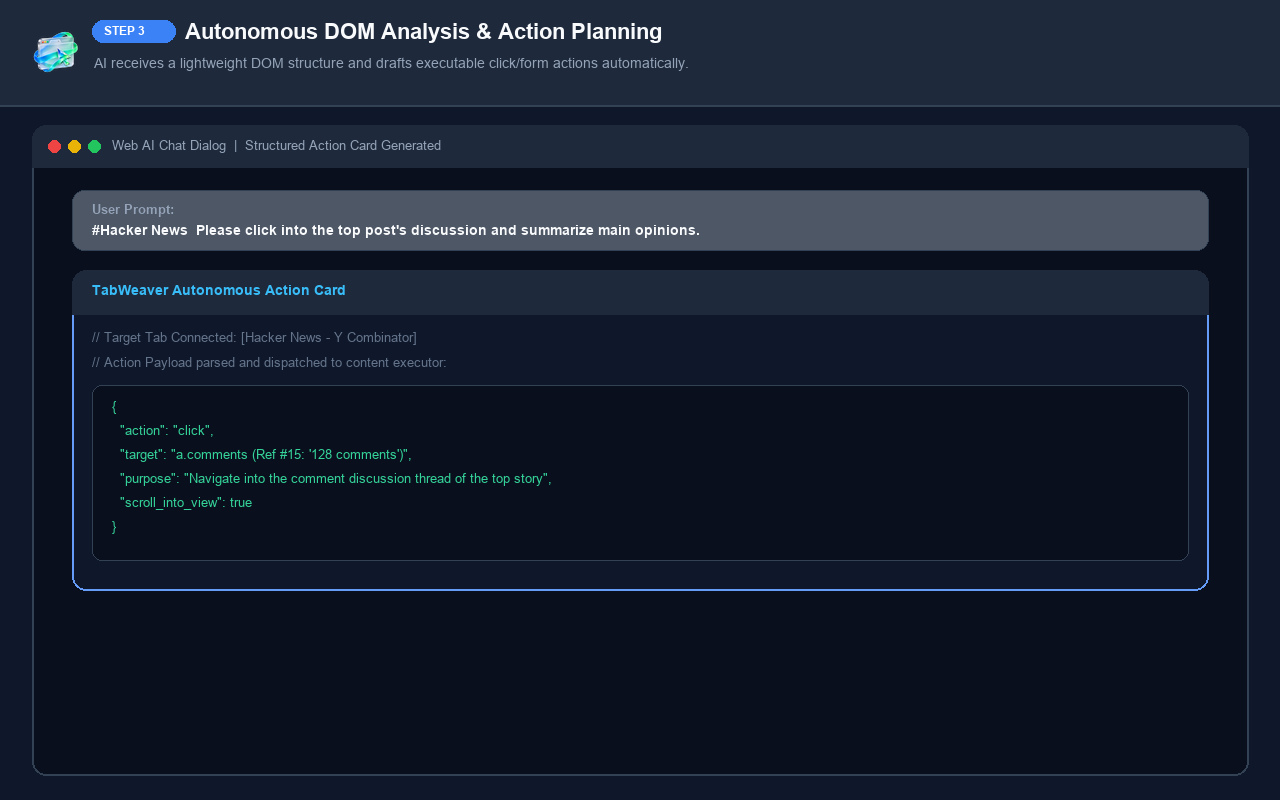 STEP 3
Autonomous DOM Analysis & Action Planning
AI receives a lightweight DOM structure and drafts executable click/form actions automatically.
Web AI Chat Dialog | Structured Action Card Generated
User Prompt:
#Hacker News  Please click into the top post's discussion and summarize main opinions.
TabWeaver Autonomous Action Card
// Target Tab Connected: [Hacker News - Y Combinator]
// Action Payload parsed and dispatched to content executor:
{
  "action": "click",
  "target": "a.comments (Ref #15: '128 comments')",
  "purpose": "Navigate into the comment discussion thread of the top story",
  "scroll_into_view": true
}